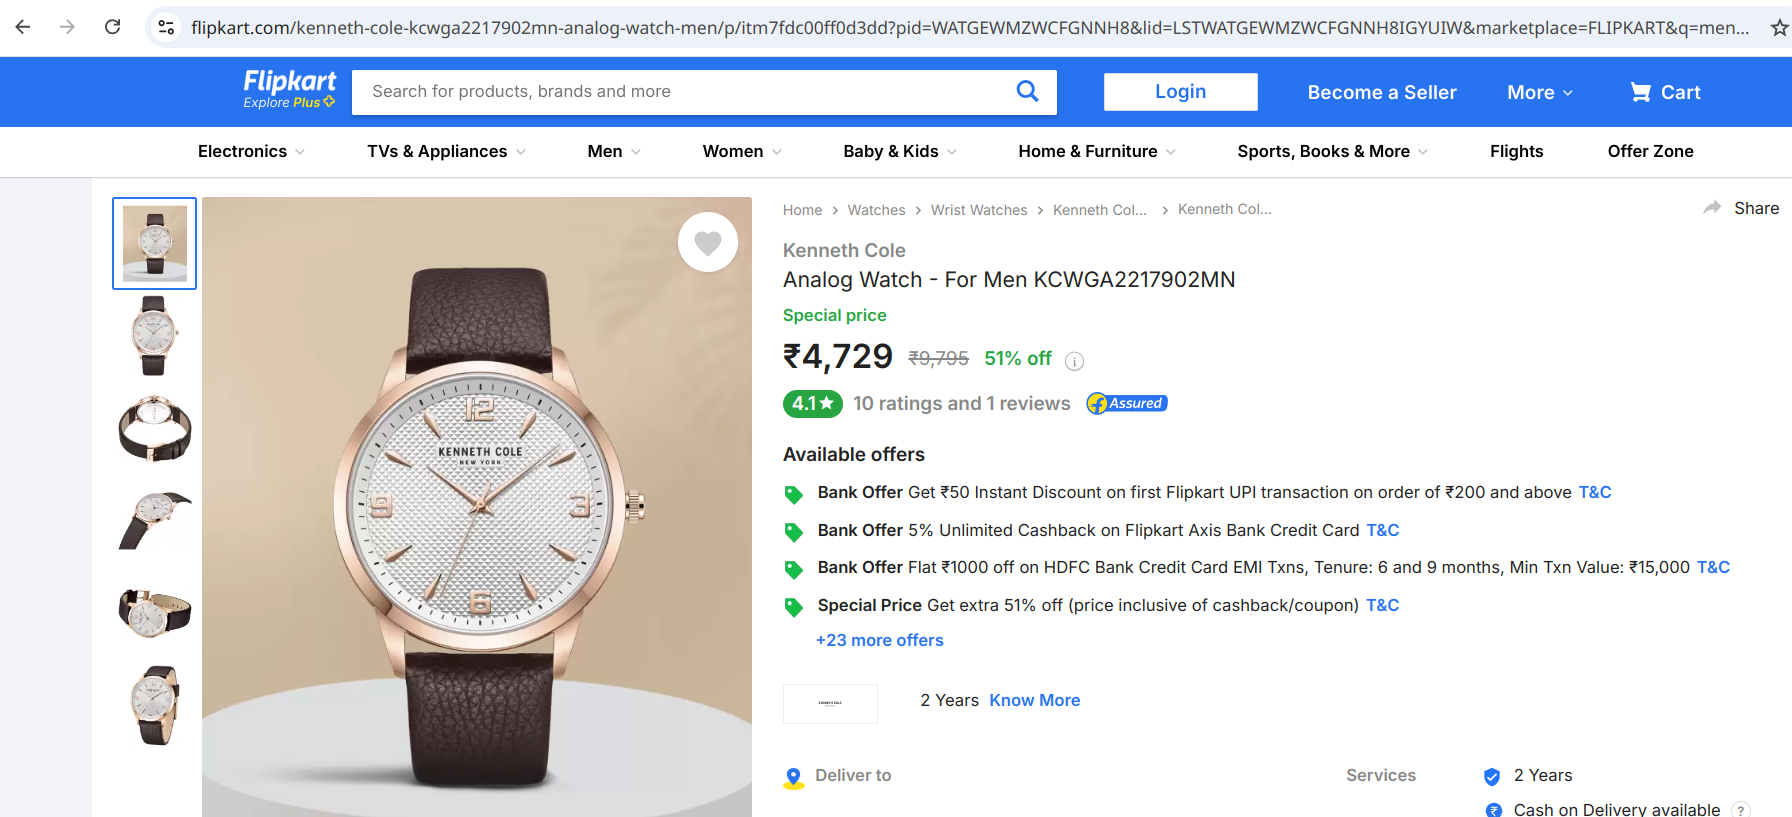 flipkart.com/kenneth-cole-kcwga2217902mn-analog-watch-men/p/itm7fdc00ff0d3dd?pid=WATGEWMZWCFGNNH8&lid=LSTWATGEWMZWCFGNNH8IGYUIW&marketplace=FLIPKART&q=men...
Flipkart
Explore Plus
Search for products, brands and more
Login
Become a Seller
More
Cart
Electronics
TVs & Appliances
Men
Women
Baby & Kids
Home & Furniture
Sports, Books & More
Flights
Offer Zone
Home > Watches > Wrist Watches > Kenneth Col... > Kenneth Col...
Share
Kenneth Cole
Analog Watch - For Men KCWGA2217902MN
Special price
₹4,729 ₹9,795 51% off i
4.1★ 10 ratings and 1 reviews f Assured
Available offers
Bank Offer Get ₹50 Instant Discount on first Flipkart UPI transaction on order of ₹200 and above T&C
Bank Offer 5% Unlimited Cashback on Flipkart Axis Bank Credit Card T&C
Bank Offer Flat ₹1000 off on HDFC Bank Credit Card EMI Txns, Tenure: 6 and 9 months, Min Txn Value: ₹15,000 T&C
Special Price Get extra 51% off (price inclusive of cashback/coupon) T&C
+23 more offers
KENNETH COLE
2 Years Know More
Deliver to
Services
2 Years
₹ Cash on Delivery available ?
12
KENNETH COLE
NEW YORK
9
3
6